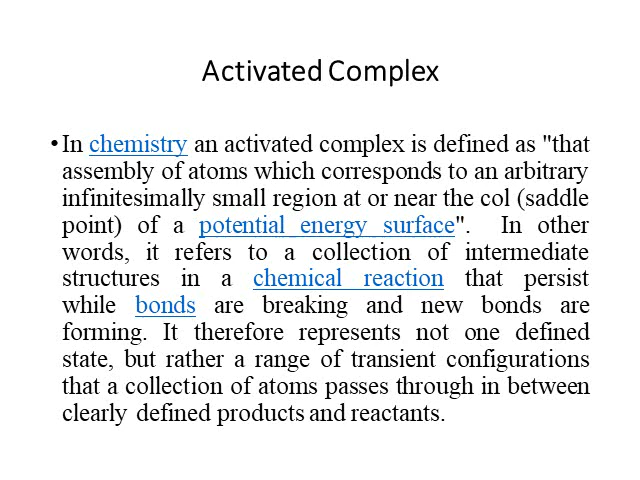 Activated Complex
• In chemistry an activated complex is defined as "that
assembly of atoms which corresponds to an arbitrary
infinitesimally small region at or near the col (saddle
point) of a potential energy surface". In other
words, it refers to a collection of intermediate
structures in a chemical reaction that persist
while bonds are breaking and new bonds are
forming. It therefore represents not one defined
state, but rather a range of transient configurations
that a collection of atoms passes through in between
clearly defined products and reactants.